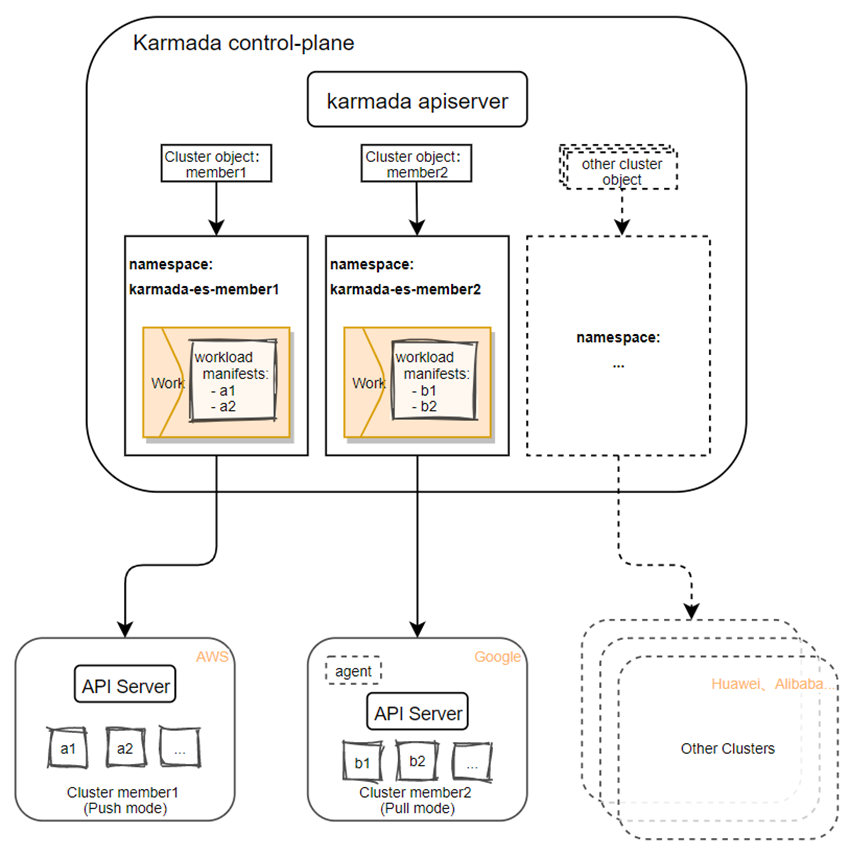 Karmada control-plane
karmada apiserver
Cluster object：
member1
Cluster object：
member2
other cluster
object
namespace:
karmada-es-member1
Work
workload
manifests:
- a1
- a2
namespace:
karmada-es-member2
Work
workload
manifests:
- b1
- b2
namespace:
...
AWS
API Server
a1
a2
...
Cluster member1
(Push mode)
Google
agent
API Server
b1
b2
...
Cluster member2
(Pull mode)
Huawei、Alibaba...
Other Clusters